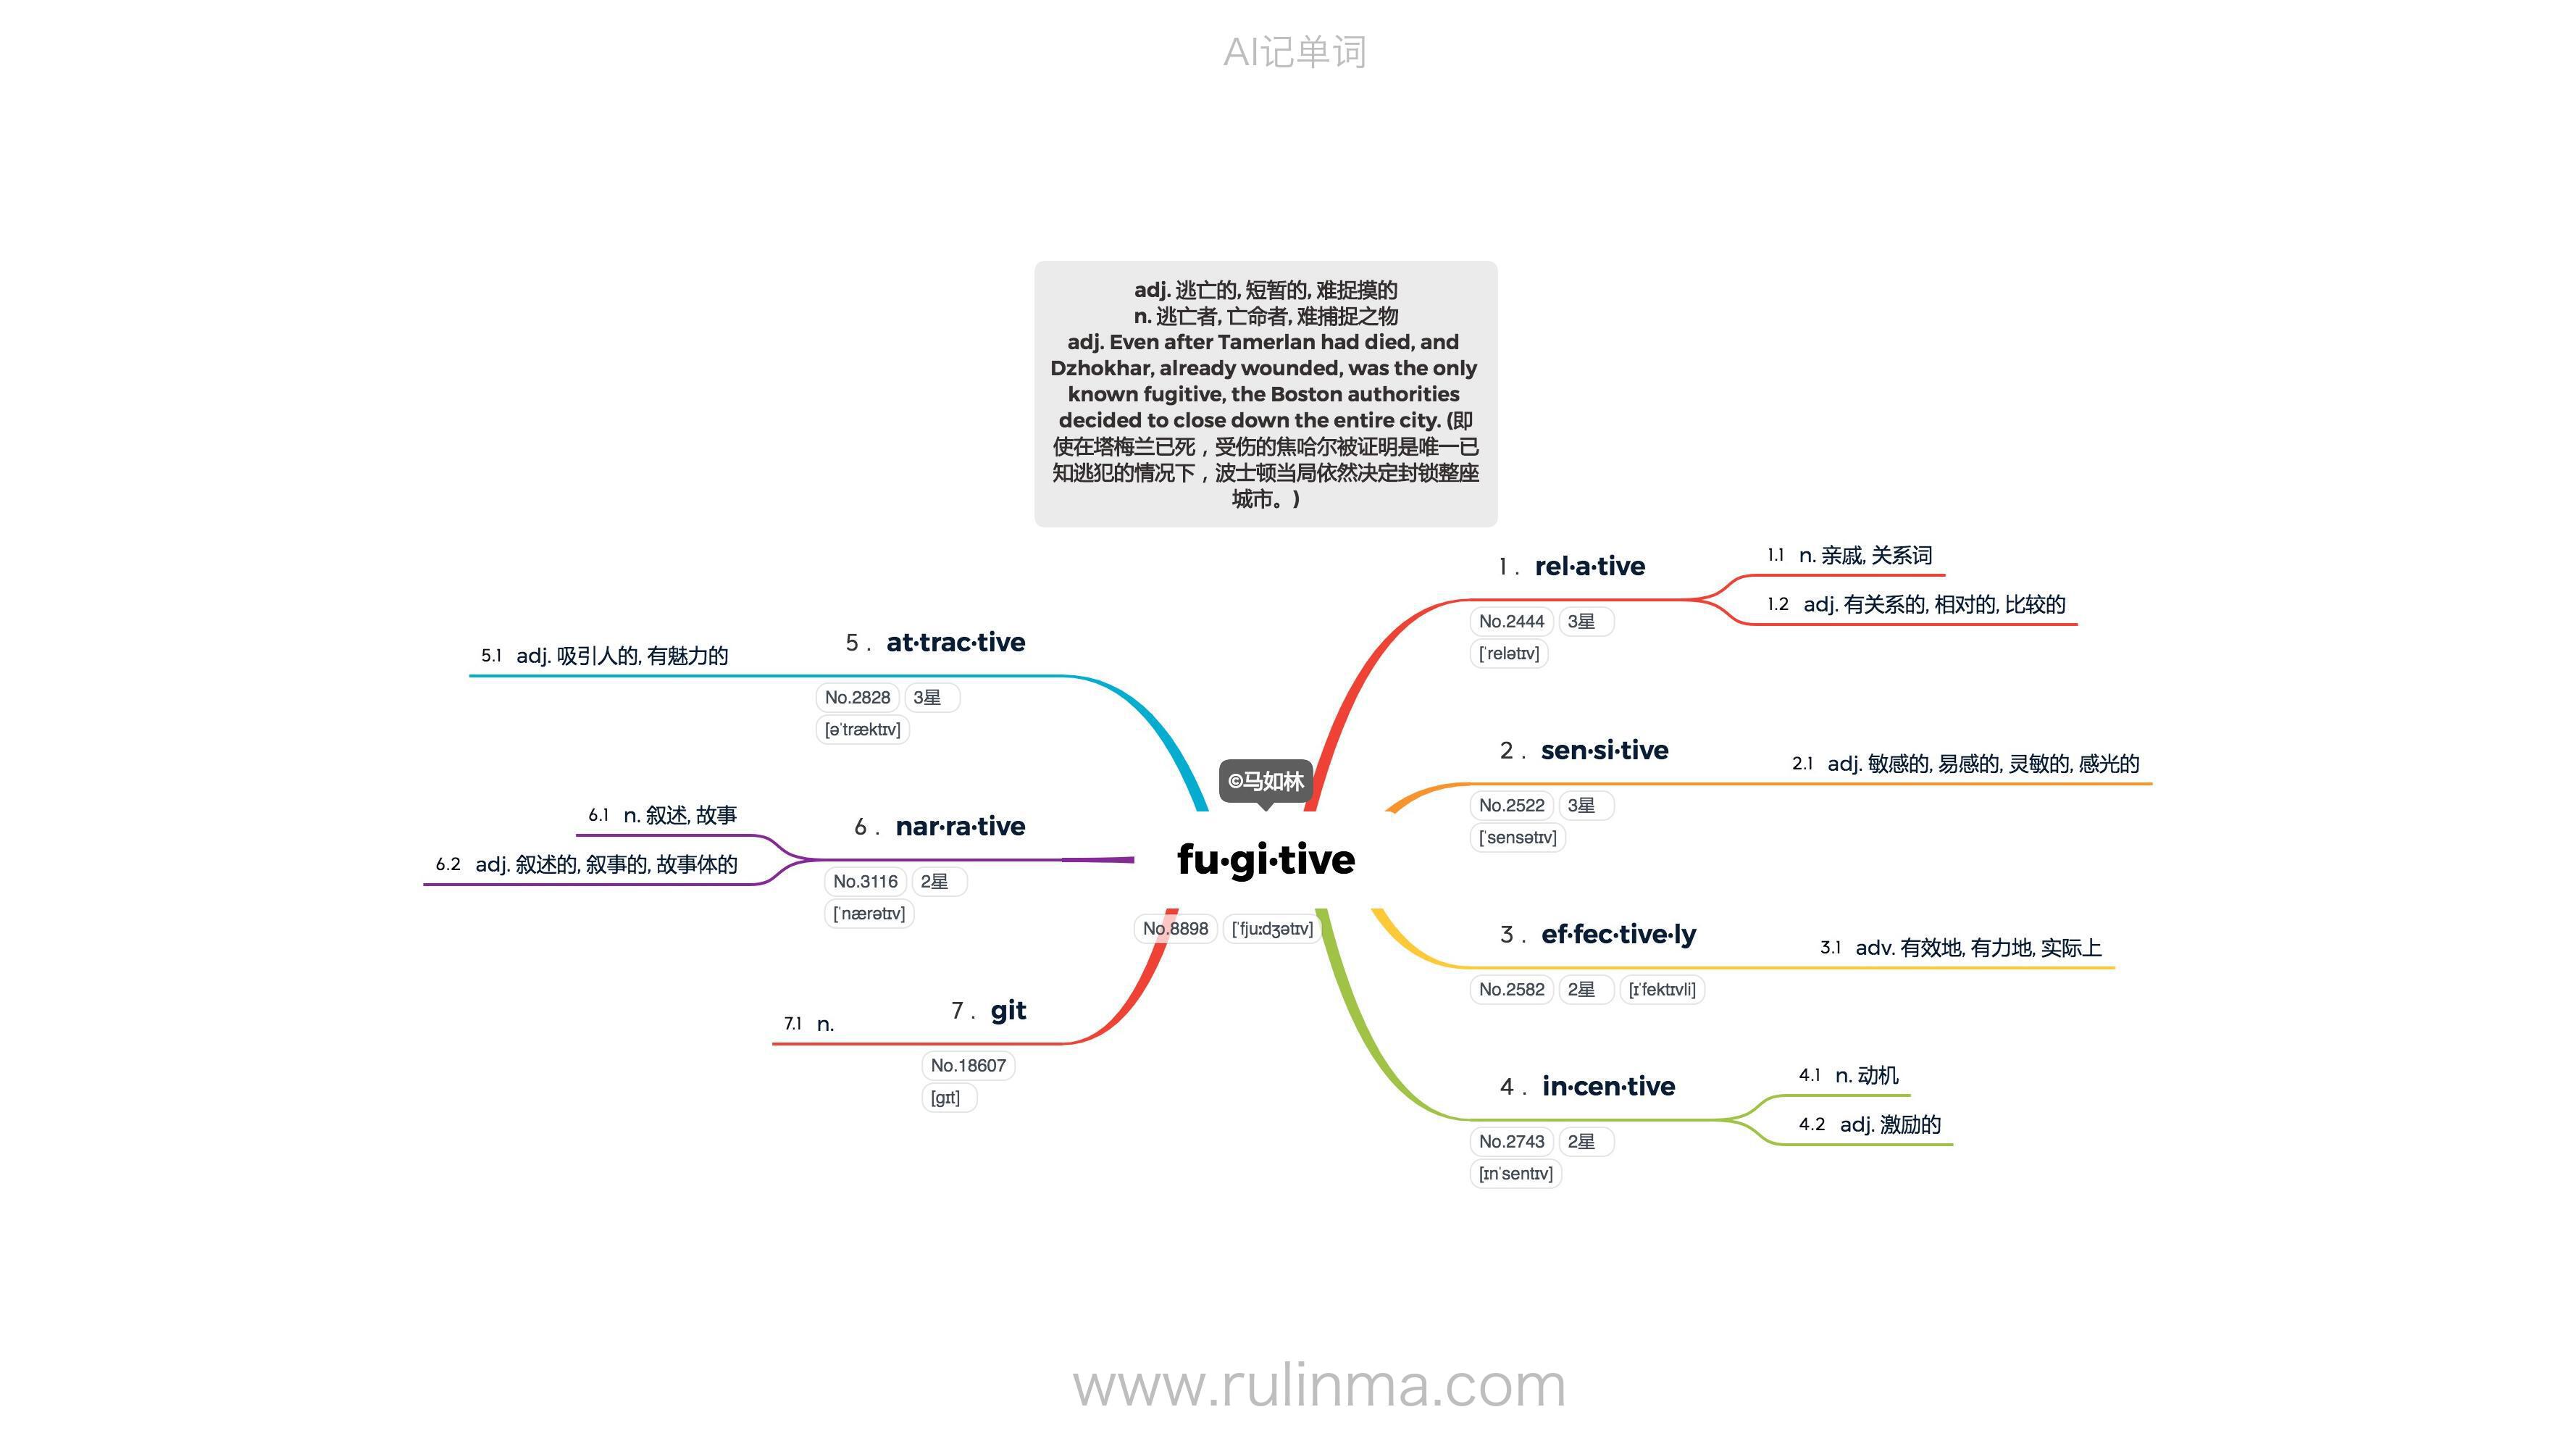 AI记单词
adj. 逃亡的, 短暂的, 难捉摸的
n. 逃亡者, 亡命者, 难捕捉之物
adj. Even after Tamerlan had died, and
Dzhokhar, already wounded, was the only
known fugitive, the Boston authorities
decided to close down the entire city. (即
使在塔梅兰已死，受伤的焦哈尔被证明是唯一已
知逃犯的情况下，波士顿当局依然决定封锁整座
城市。)
©马如林
fu·gi·tive
No.8898 [ˈfjuːdʒətɪv]
1 . rel·a·tive
No.2444 3星
[ˈrelətɪv]
1.1 n. 亲戚, 关系词
1.2 adj. 有关系的, 相对的, 比较的
2 . sen·si·tive
No.2522 3星
[ˈsensətɪv]
2.1 adj. 敏感的, 易感的, 灵敏的, 感光的
3 . ef·fec·tive·ly
No.2582 2星 [ɪˈfektɪvli]
3.1 adv. 有效地, 有力地, 实际上
4 . in·cen·tive
No.2743 2星
[ɪnˈsentɪv]
4.1 n. 动机
4.2 adj. 激励的
5 . at·trac·tive
No.2828 3星
[əˈtræktɪv]
5.1 adj. 吸引人的, 有魅力的
6 . nar·ra·tive
No.3116 2星
[ˈnærətɪv]
6.1 n. 叙述, 故事
6.2 adj. 叙述的, 叙事的, 故事体的
7 . git
No.18607
[ɡɪt]
7.1 n.
www.rulinma.com